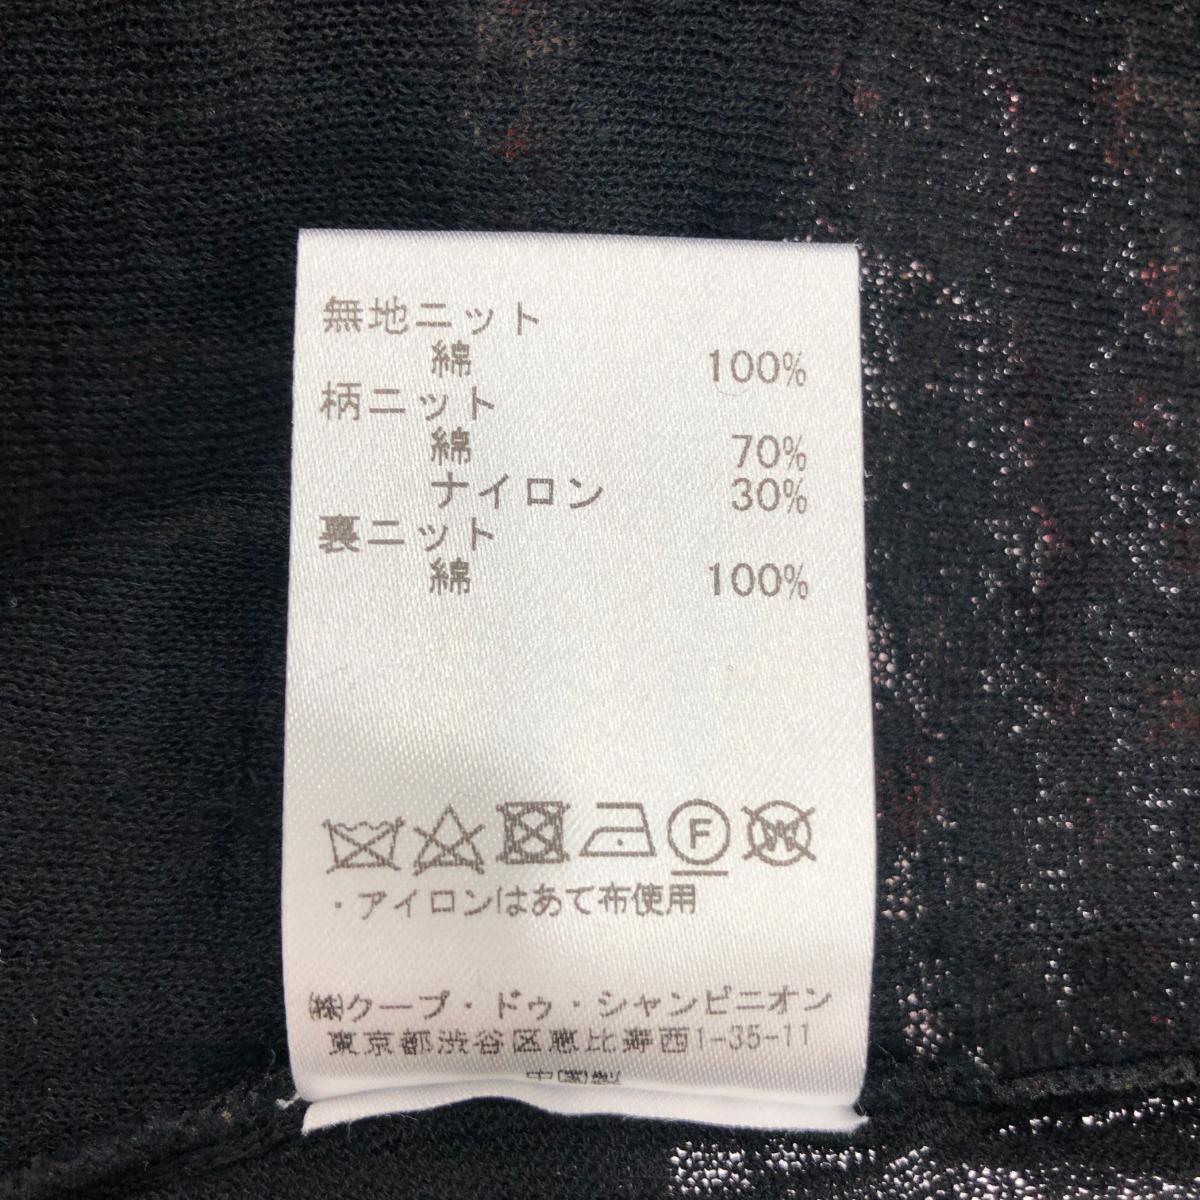 無地ニット
綿 100%
柄ニット
綿 70%
ナイロン 30%
裏ニット
綿 100%
F W
・アイロンはあて布使用
㈱クープ・ドゥ・シャンピニオン
東京都渋谷区恵比寿西1-35-11